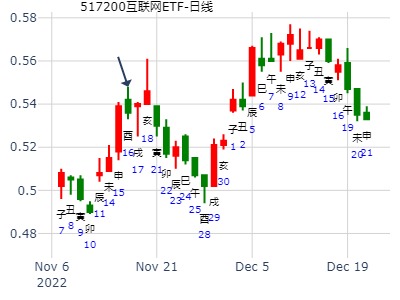 517200互联网ETF-日线
0.58
0.56
0.54
0.52
0.5
0.48
子
7
丑
8
寅
9
卯
10
辰
11
未
14
申
15
酉
16
戌
17
亥
18
寅
21
卯
22
辰
23
巳
24
午
25
酉
28
戌
29
亥
30
子
1
丑
2
辰
5
巳
6
午
7
未
8
申
9
亥
12
子
13
丑
14
寅
15
卯
16
午
19
未
20
申
21
Nov 6
2022
Nov 21
Dec 5
Dec 19